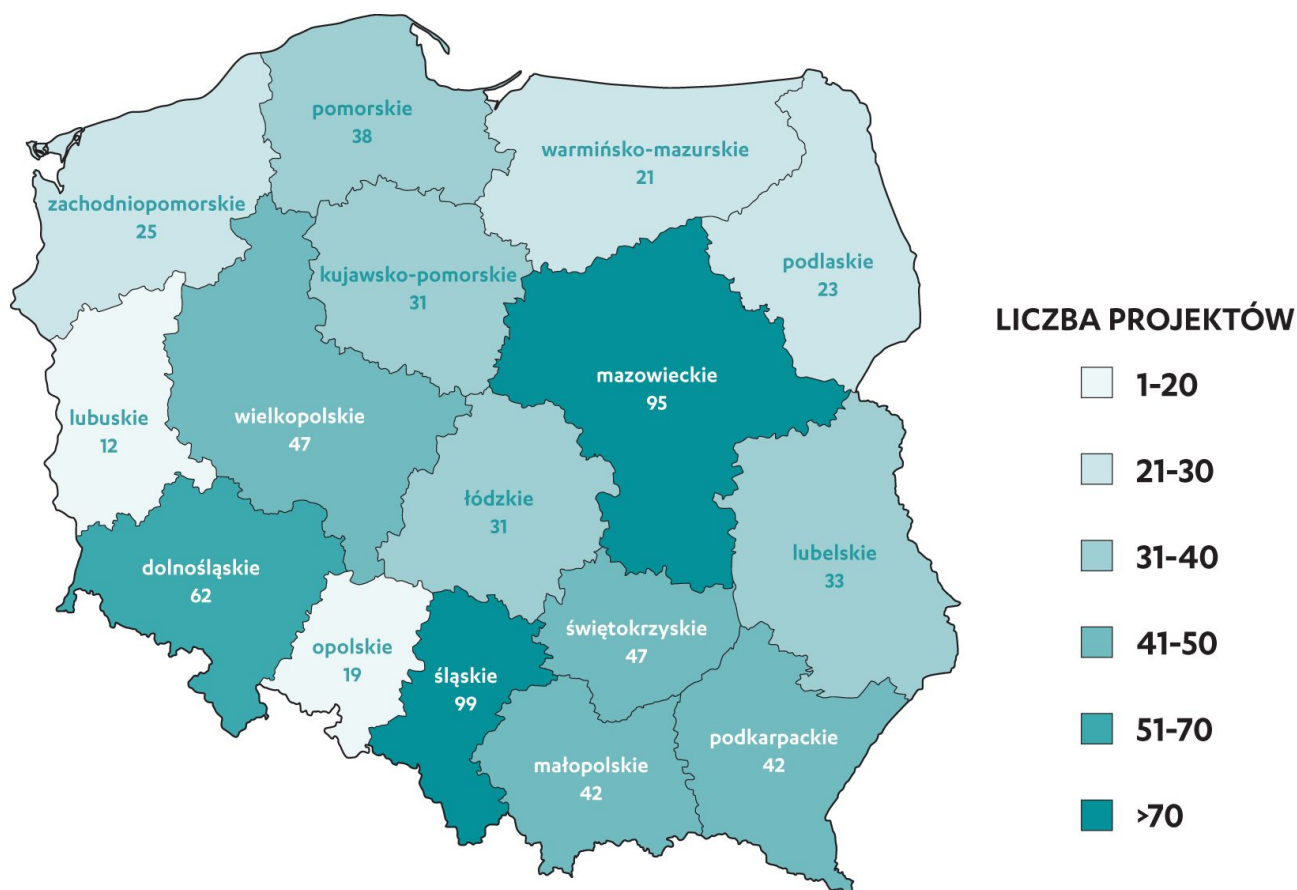 pomorskie
38
warmińsko-mazurskie
21
zachodniopomorskie
25
kujawsko-pomorskie
31
podlaskie
23
mazowieckie
95
lubuskie
12
wielkopolskie
47
łódzkie
31
lubelskie
33
dolnośląskie
62
opolskie
19
śląskie
99
świętokrzyskie
47
małopolskie
42
podkarpackie
42
LICZBA PROJEKTÓW
1-20
21-30
31-40
41-50
51-70
>70